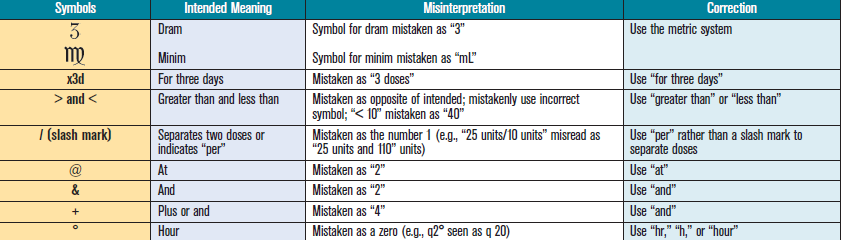 Symbols Intended Meaning Misinterpretation Correction
ʒ Dram Symbol for dram mistaken as “3” Use the metric system
♍ Minim Symbol for minim mistaken as “mL”
x3d For three days Mistaken as “3 doses” Use “for three days”
> and < Greater than and less than Mistaken as opposite of intended; mistakenly use incorrect Use “greater than” or “less than”
symbol; “< 10” mistaken as “40”
/ (slash mark) Separates two doses or Mistaken as the number 1 (e.g., “25 units/10 units” misread as Use “per” rather than a slash mark to
indicates “per” “25 units and 110” units) separate doses
@ At Mistaken as “2” Use “at”
& And Mistaken as “2” Use “and”
+ Plus or and Mistaken as “4” Use “and”
° Hour Mistaken as a zero (e.g., q2° seen as q 20) Use “hr,” “h,” or “hour”